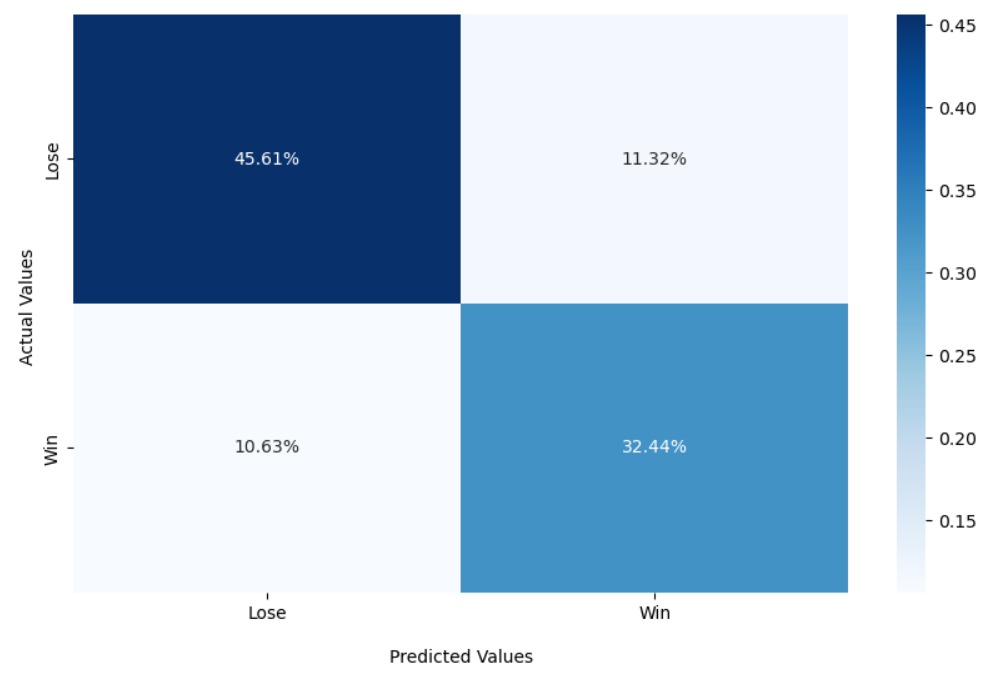 Actual Values
Lose
Win
45.61%
11.32%
10.63%
32.44%
Lose
Win
Predicted Values
0.45
0.40
0.35
0.30
0.25
0.20
0.15